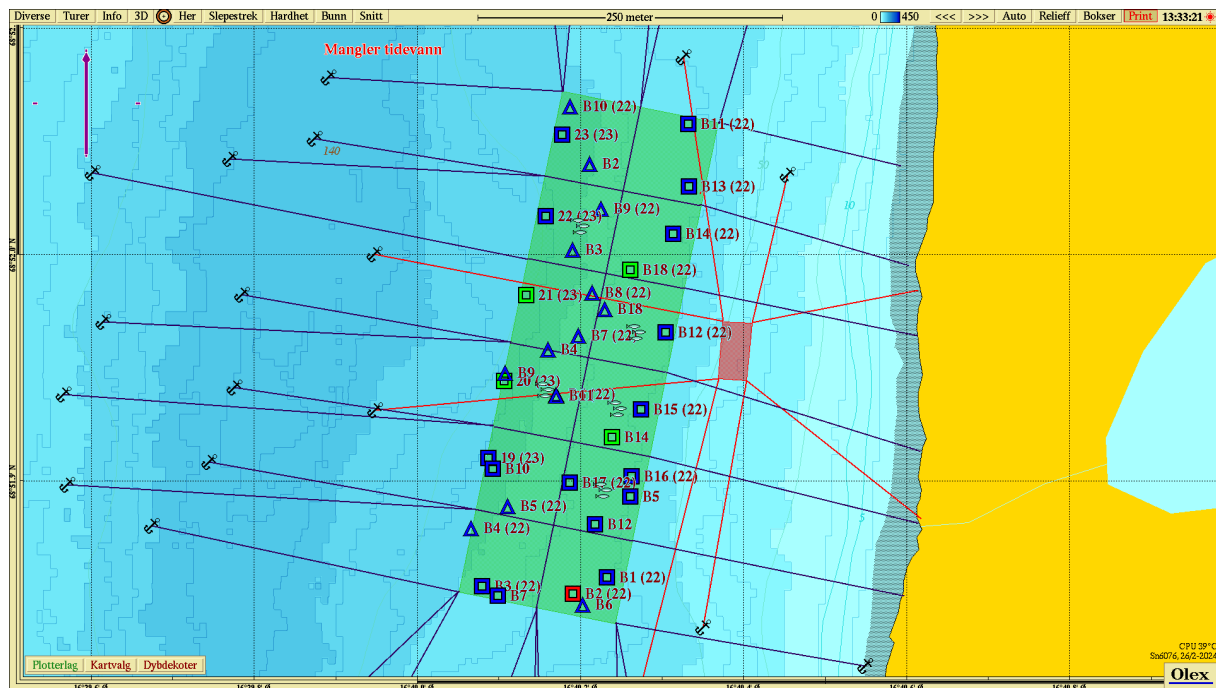 Diverse Turer Info 3D Her Slepestrek Hardhet Bunn Snitt 250 meter 0 450 <<< >>> Auto Relieff Bokser Print 13:33:21
Mangler tidevann
B10 (22)
B11 (22)
23 (23)
140
B2
50
B13 (22)
10
B9 (22)
22 (23)
B14 (22)
B3
B18 (22)
21 (23)
B8 (22)
B18
B12 (22)
B7 (22)
B4
B9
20 (23)
B15 (22)
B14
19 (23)
B10
B16 (22)
B17 (22)
B5
B5 (22)
5
B12
B4 (22)
B1 (22)
B3 (22)
B2 (22)
B7
B6
CPU 39°C
Sn6076, 26/2-2024
Plotterlag Kartvalg Dybdekoter
Olex